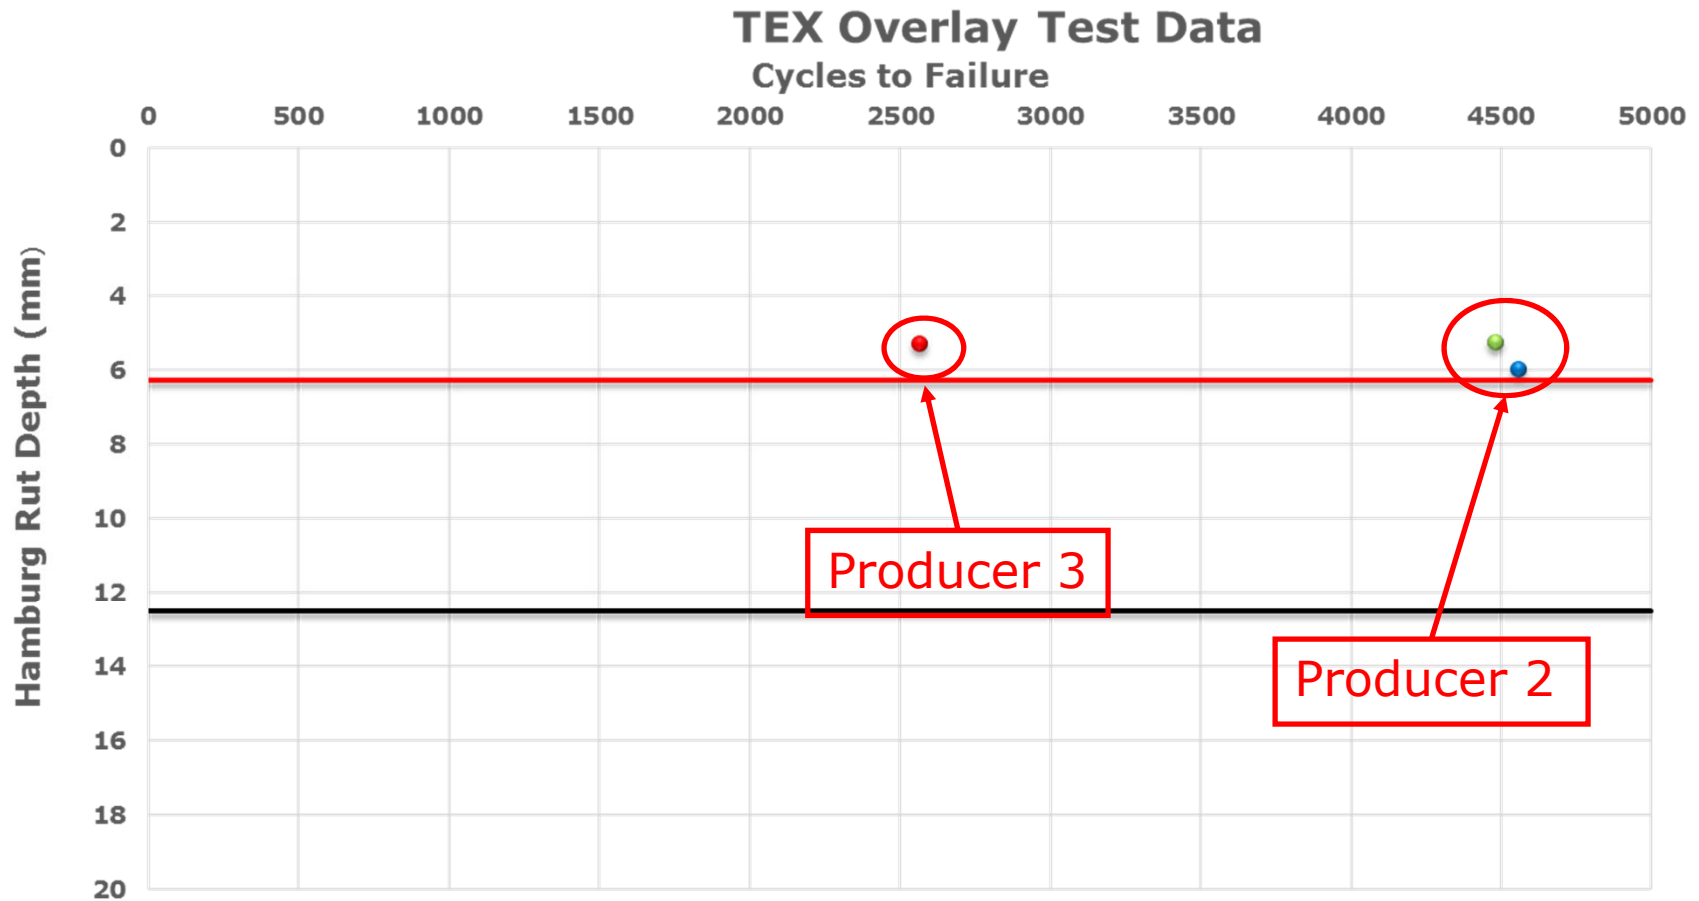 TEX Overlay Test Data
Cycles to Failure
0 500 1000 1500 2000 2500 3000 3500 4000 4500 5000
Hamburg Rut Depth (mm)
0
2
4
6
8
10
12
14
16
18
20
Producer 3
Producer 2